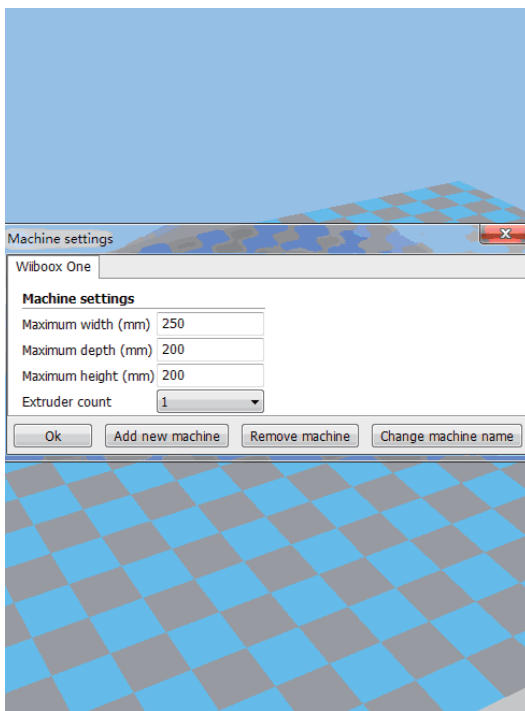 Machine settings
Wiiboox One
Machine settings
Maximum width (mm) 250
Maximum depth (mm) 200
Maximum height (mm) 200
Extruder count 1
Ok Add new machine Remove machine Change machine name